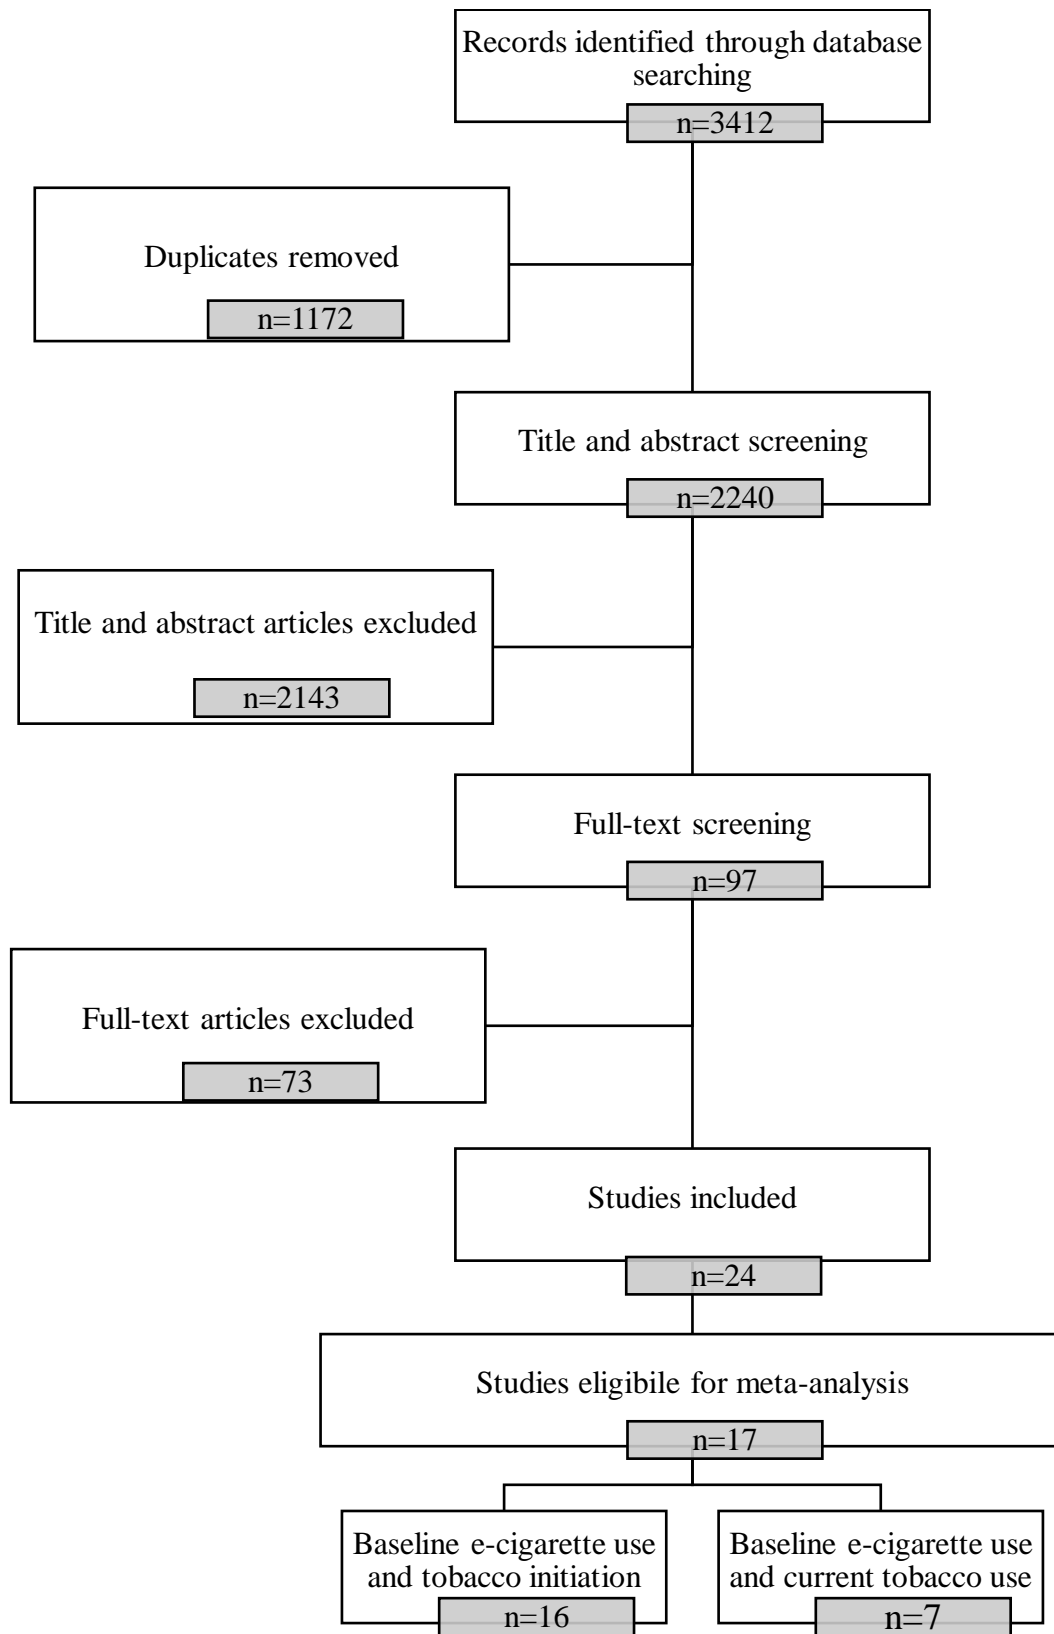 Records identified through database
searching
n=3412
Duplicates removed
n=1172
Title and abstract screening
n=2240
Title and abstract articles excluded
n=2143
Full-text screening
n=97
Full-text articles excluded
n=73
Studies included
n=24
Studies eligibile for meta-analysis
n=17
Baseline e-cigarette use
and tobacco initiation
n=16
Baseline e-cigarette use
and current tobacco use
n=7